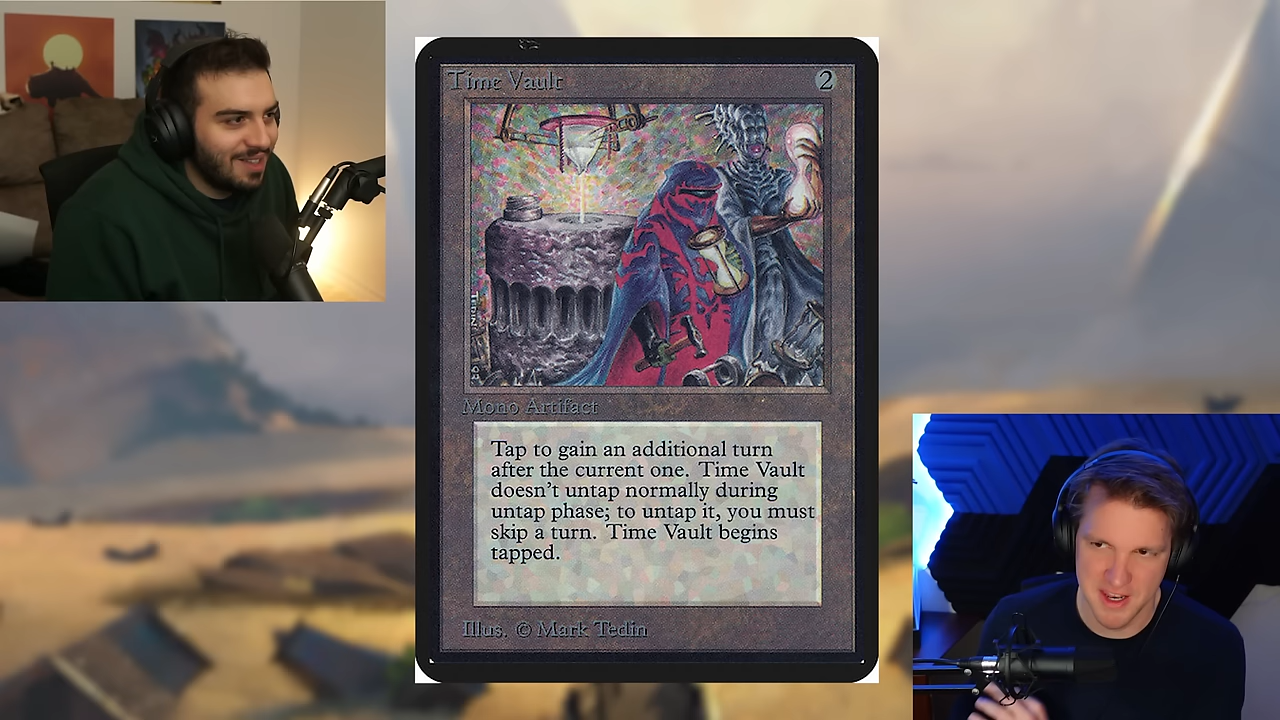 Time Vault 2
Mono Artifact
Tap to gain an additional turn
after the current one. Time Vault
doesn't untap normally during
untap phase; to untap it, you must
skip a turn. Time Vault begins
tapped.
Illus. © Mark Tedin